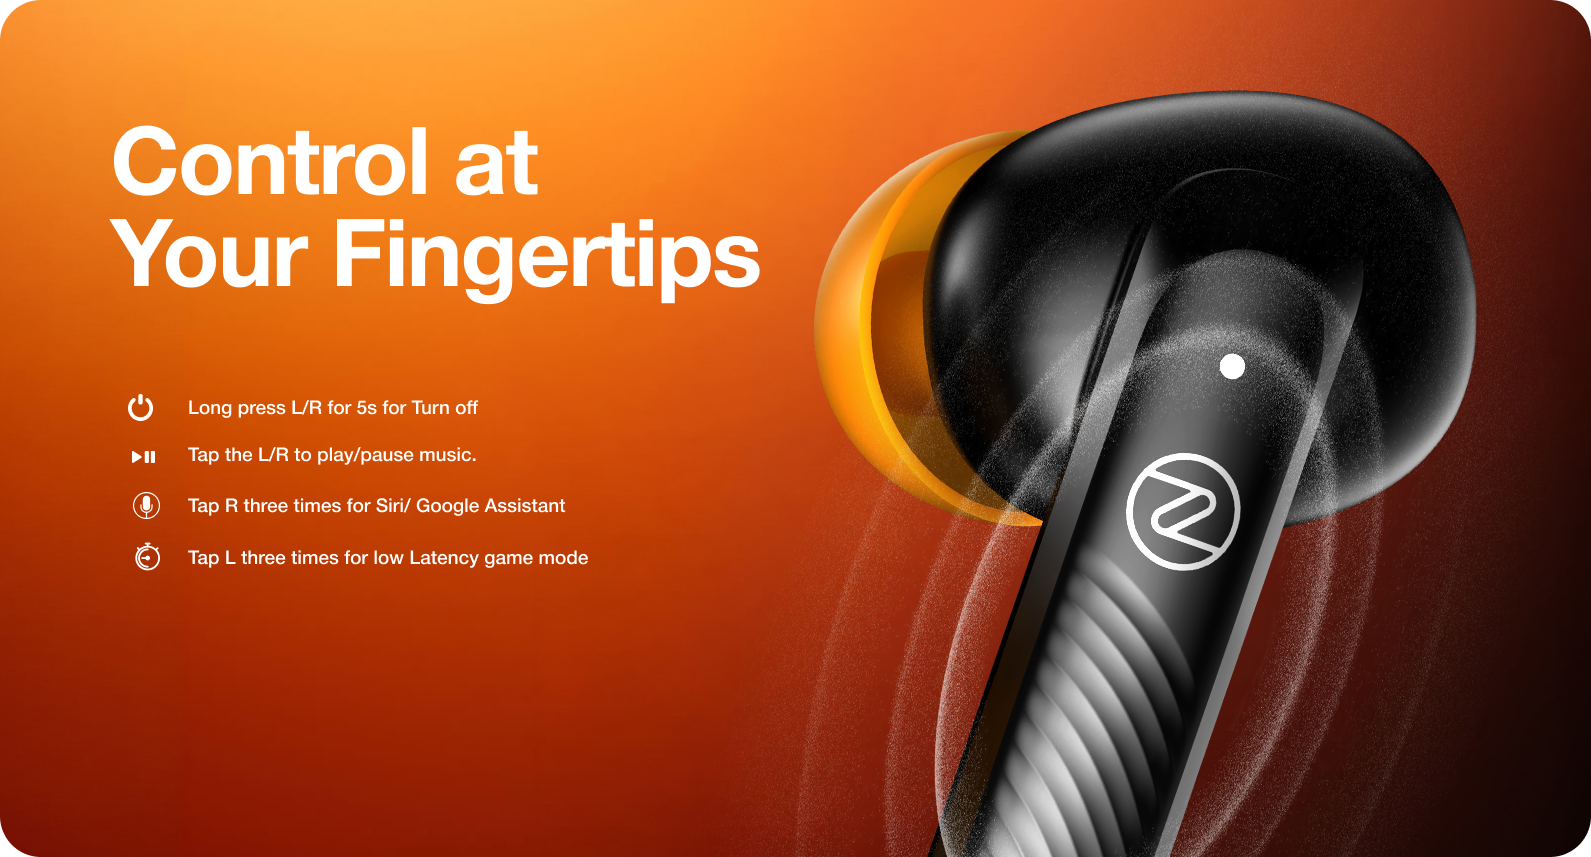 Control at
Your Fingertips
Long press L/R for 5s for Turn off
Tap the L/R to play/pause music.
Tap R three times for Siri/ Google Assistant
Tap L three times for low Latency game mode